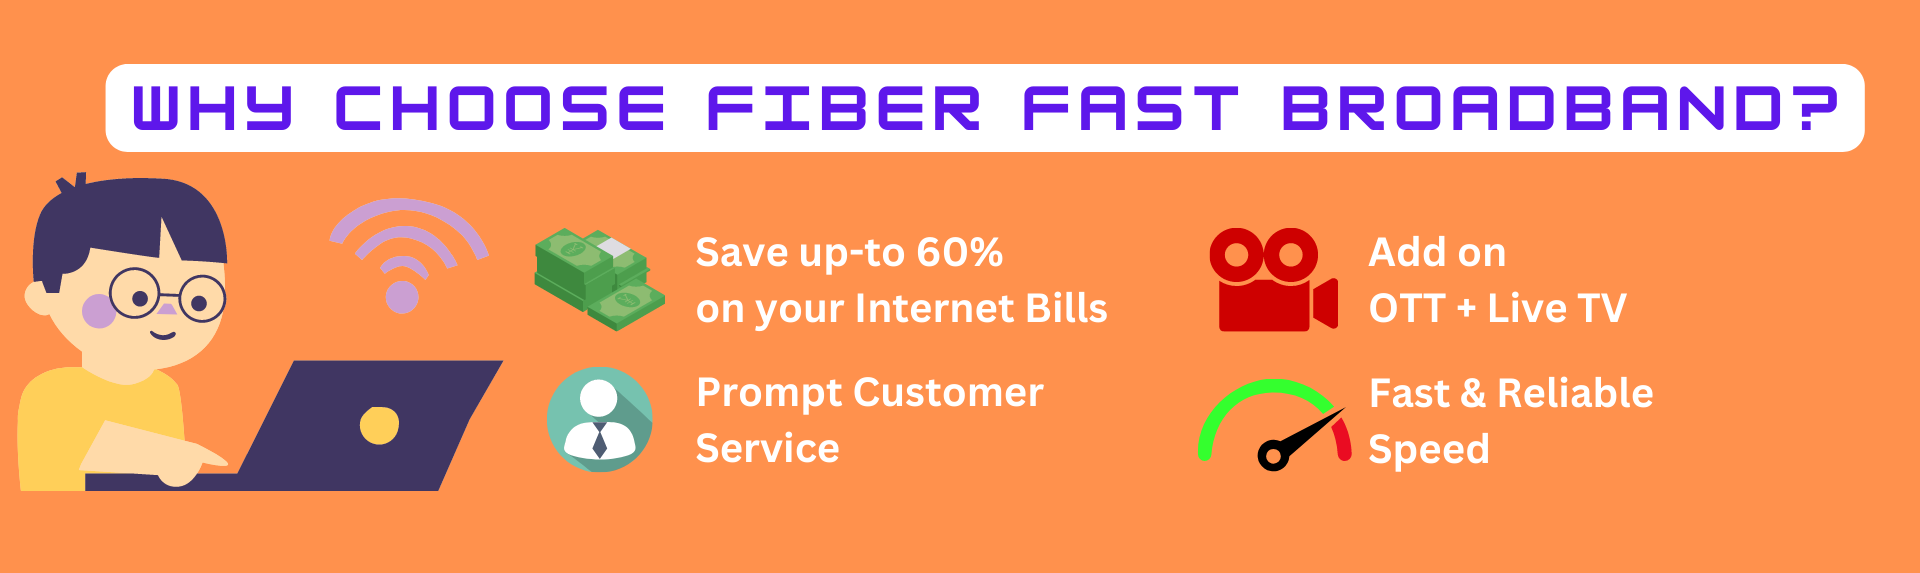 WHY CHOOSE FIBER FAST BROADBAND?
Save up-to 60%
on your Internet Bills
Add on
OTT + Live TV
Prompt Customer
Service
Fast & Reliable
Speed